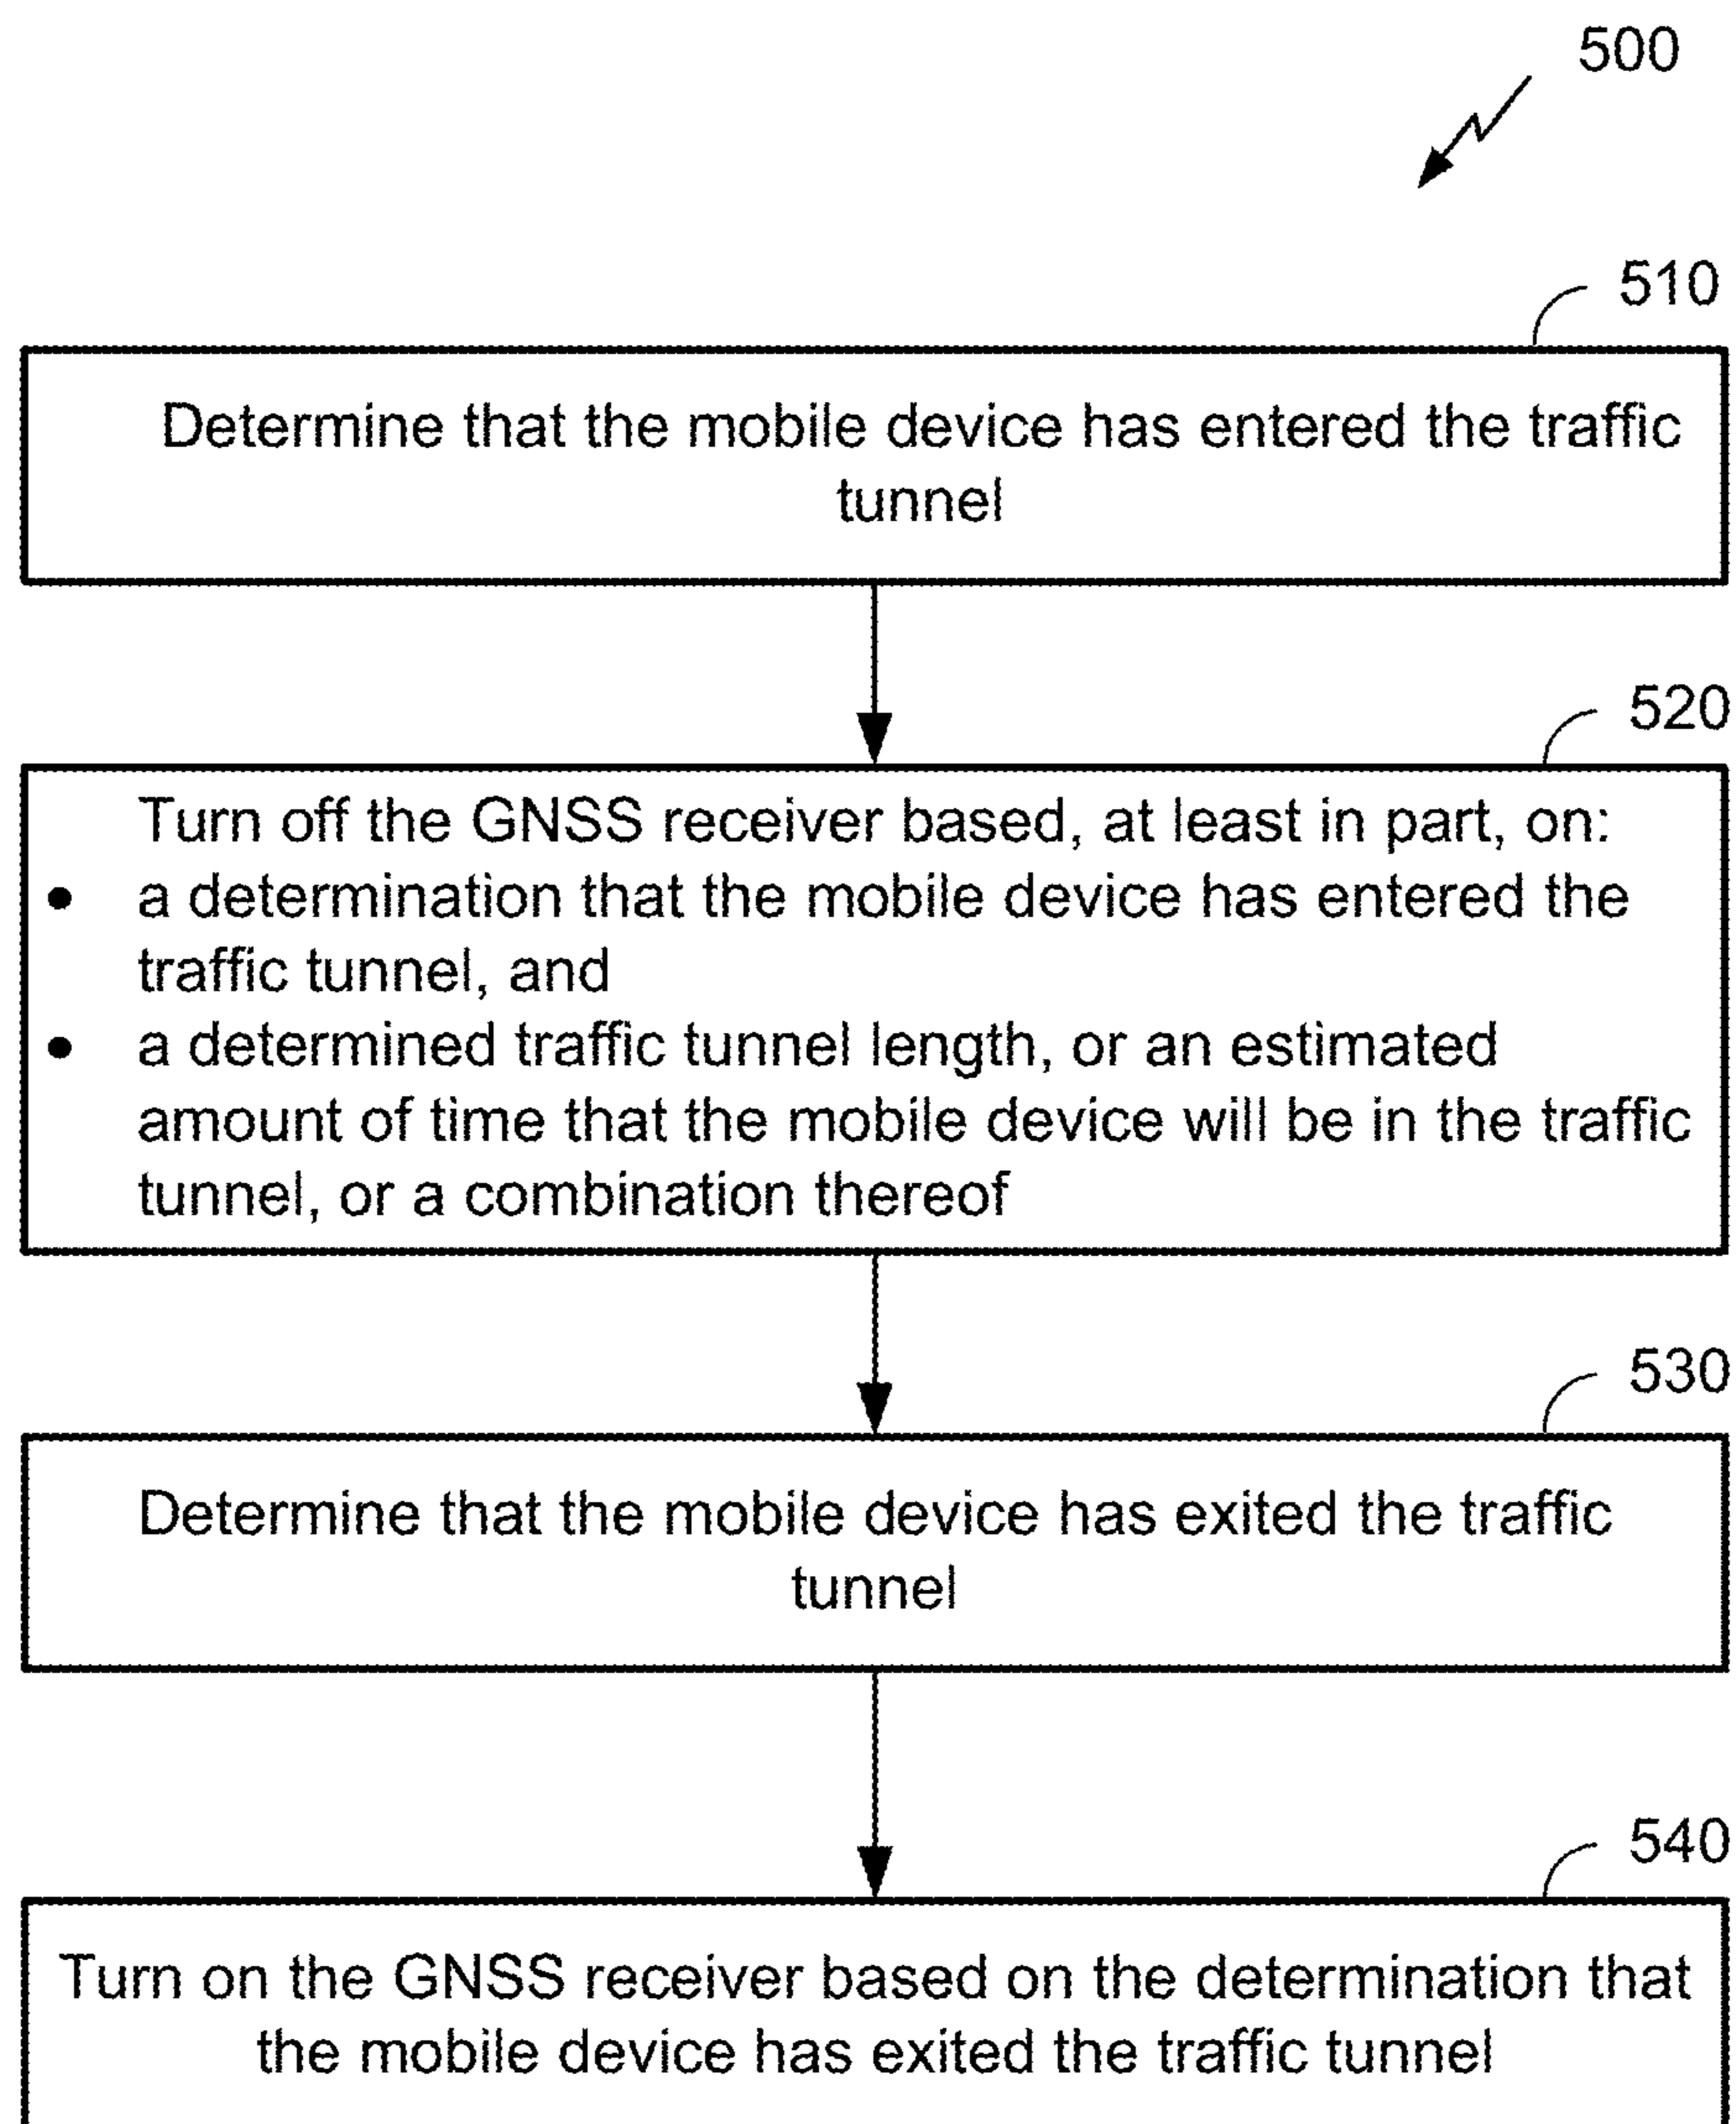 500
510
Determine that the mobile device has entered the traffic
tunnel
520
Turn off the GNSS receiver based, at least in part, on:
• a determination that the mobile device has entered the
traffic tunnel, and
• a determined traffic tunnel length, or an estimated
amount of time that the mobile device will be in the traffic
tunnel, or a combination thereof
530
Determine that the mobile device has exited the traffic
tunnel
540
Turn on the GNSS receiver based on the determination that
the mobile device has exited the traffic tunnel